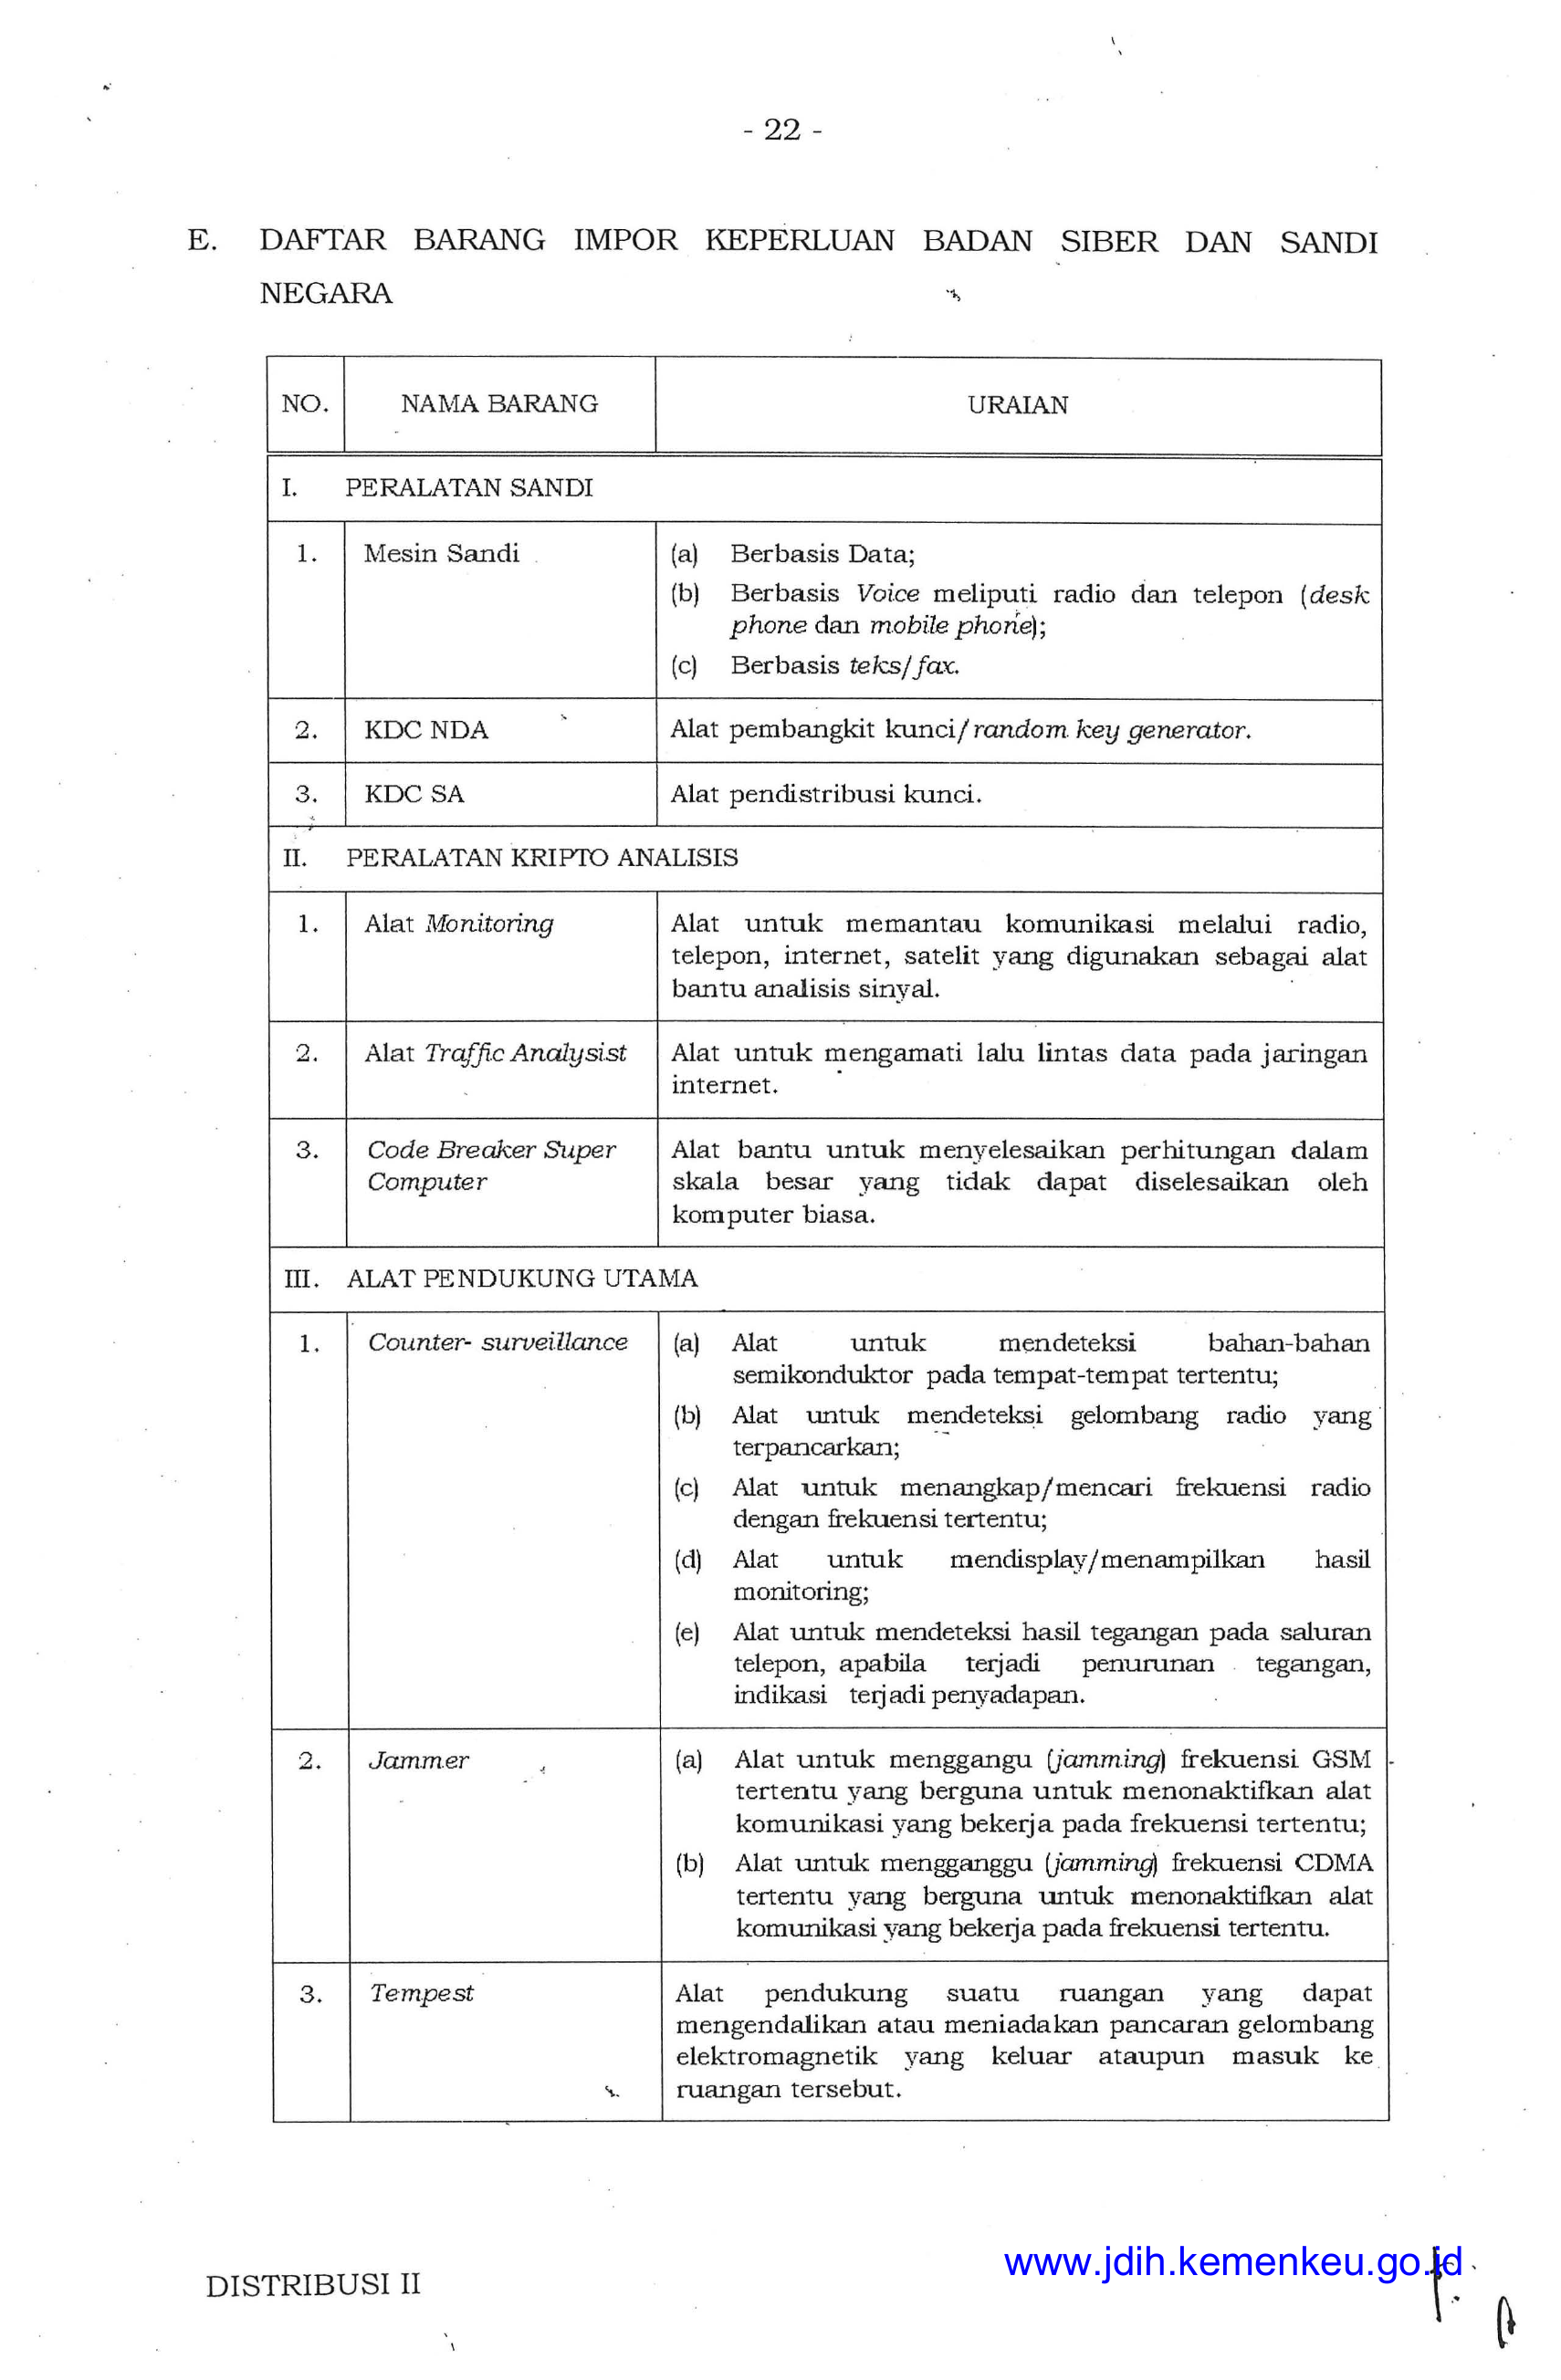 - 22 -
E. DAFTAR BARANG IMPOR KEPERLUAN BADAN SIBER DAN SANDI
NEGARA
NO. NAMA BARANG URAIAN
I. PERALATAN SANDI
1. Mesin Sandi (a) Berbasis Data;
(b) Berbasis Voice meliputi radio dan telepon (desk
phone dan mobile phone);
(c) Berbasis teks/fax.
2. KDC NDA Alat pembangkit kunci/random key generator.
3. KDC SA Alat pendistribusi kunci.
II. PERALATAN KRIPTO ANALISIS
1. Alat Monitoring Alat untuk memantau komunikasi melalui radio,
telepon, internet, satelit yang digunakan sebagai alat
bantu analisis sinyal.
2. Alat Traffic Analysist Alat untuk mengamati lalu lintas data pada jaringan
internet.
3. Code Breaker Super Alat bantu untuk menyelesaikan perhitungan dalam
Computer skala besar yang tidak dapat diselesaikan oleh
komputer biasa.
III. ALAT PENDUKUNG UTAMA
1. Counter- surveillance (a) Alat untuk mendeteksi bahan-bahan
semikonduktor pada tempat-tempat tertentu;
(b) Alat untuk mendeteksi gelombang radio yang
terpancarkan;
(c) Alat untuk menangkap/mencari frekuensi radio
dengan frekuensi tertentu;
(d) Alat untuk mendisplay/menampilkan hasil
monitoring;
(e) Alat untuk mendeteksi hasil tegangan pada saluran
telepon, apabila terjadi penurunan tegangan,
indikasi terjadi penyadapan.
2. Jammer (a) Alat untuk menggangu (jamming) frekuensi GSM
tertentu yang berguna untuk menonaktifkan alat
komunikasi yang bekerja pada frekuensi tertentu;
(b) Alat untuk mengganggu (jamming) frekuensi CDMA
tertentu yang berguna untuk menonaktifkan alat
komunikasi yang bekerja pada frekuensi tertentu.
3. Tempest Alat pendukung suatu ruangan yang dapat
mengendalikan atau meniadakan pancaran gelombang
elektromagnetik yang keluar ataupun masuk ke
ruangan tersebut.
www.jdih.kemenkeu.go.id
DISTRIBUSI II